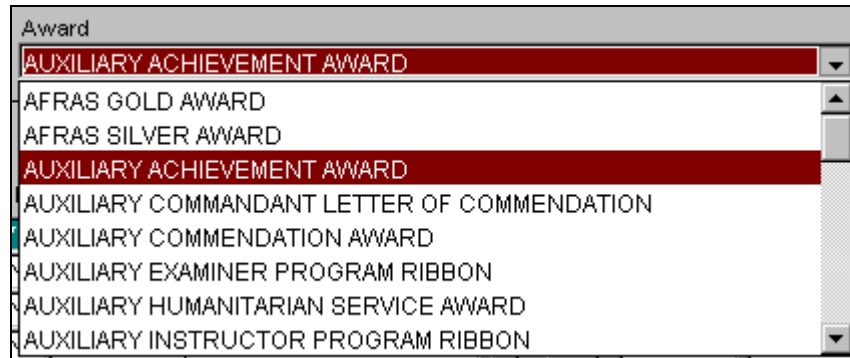 Award
AUXILIARY ACHIEVEMENT AWARD
AFRAS GOLD AWARD
AFRAS SILVER AWARD
AUXILIARY ACHIEVEMENT AWARD
AUXILIARY COMMANDANT LETTER OF COMMENDATION
AUXILIARY COMMENDATION AWARD
AUXILIARY EXAMINER PROGRAM RIBBON
AUXILIARY HUMANITARIAN SERVICE AWARD
AUXILIARY INSTRUCTOR PROGRAM RIBBON